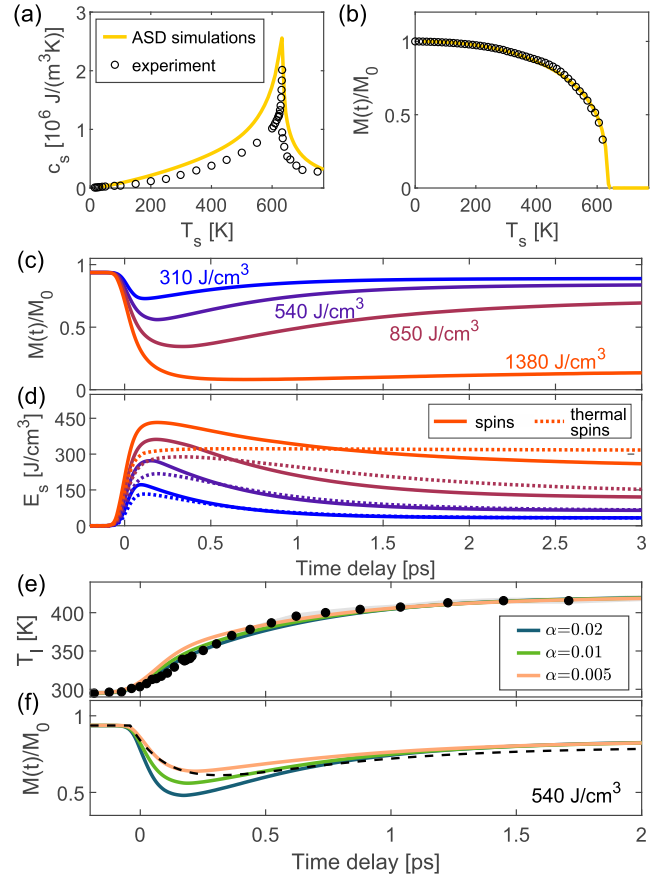 (a)
(b)
3
2
1
0
c_s [10^6 J/(m^3K)]
ASD simulations
experiment
0 200 400 600
T_s [K]
1
0.5
0
M(t)/M_0
0 200 400 600
T_s [K]
(c)
1
0.5
0
M(t)/M_0
310 J/cm^3
540 J/cm^3
850 J/cm^3
1380 J/cm^3
(d)
450
300
150
0
E_s [J/cm^3]
spins
thermal
spins
0 0.5 1 1.5 2 2.5 3
Time delay [ps]
(e)
400
350
300
T_l [K]
α=0.02
α=0.01
α=0.005
(f)
1
0.5
M(t)/M_0
540 J/cm^3
0 0.5 1 1.5 2
Time delay [ps]